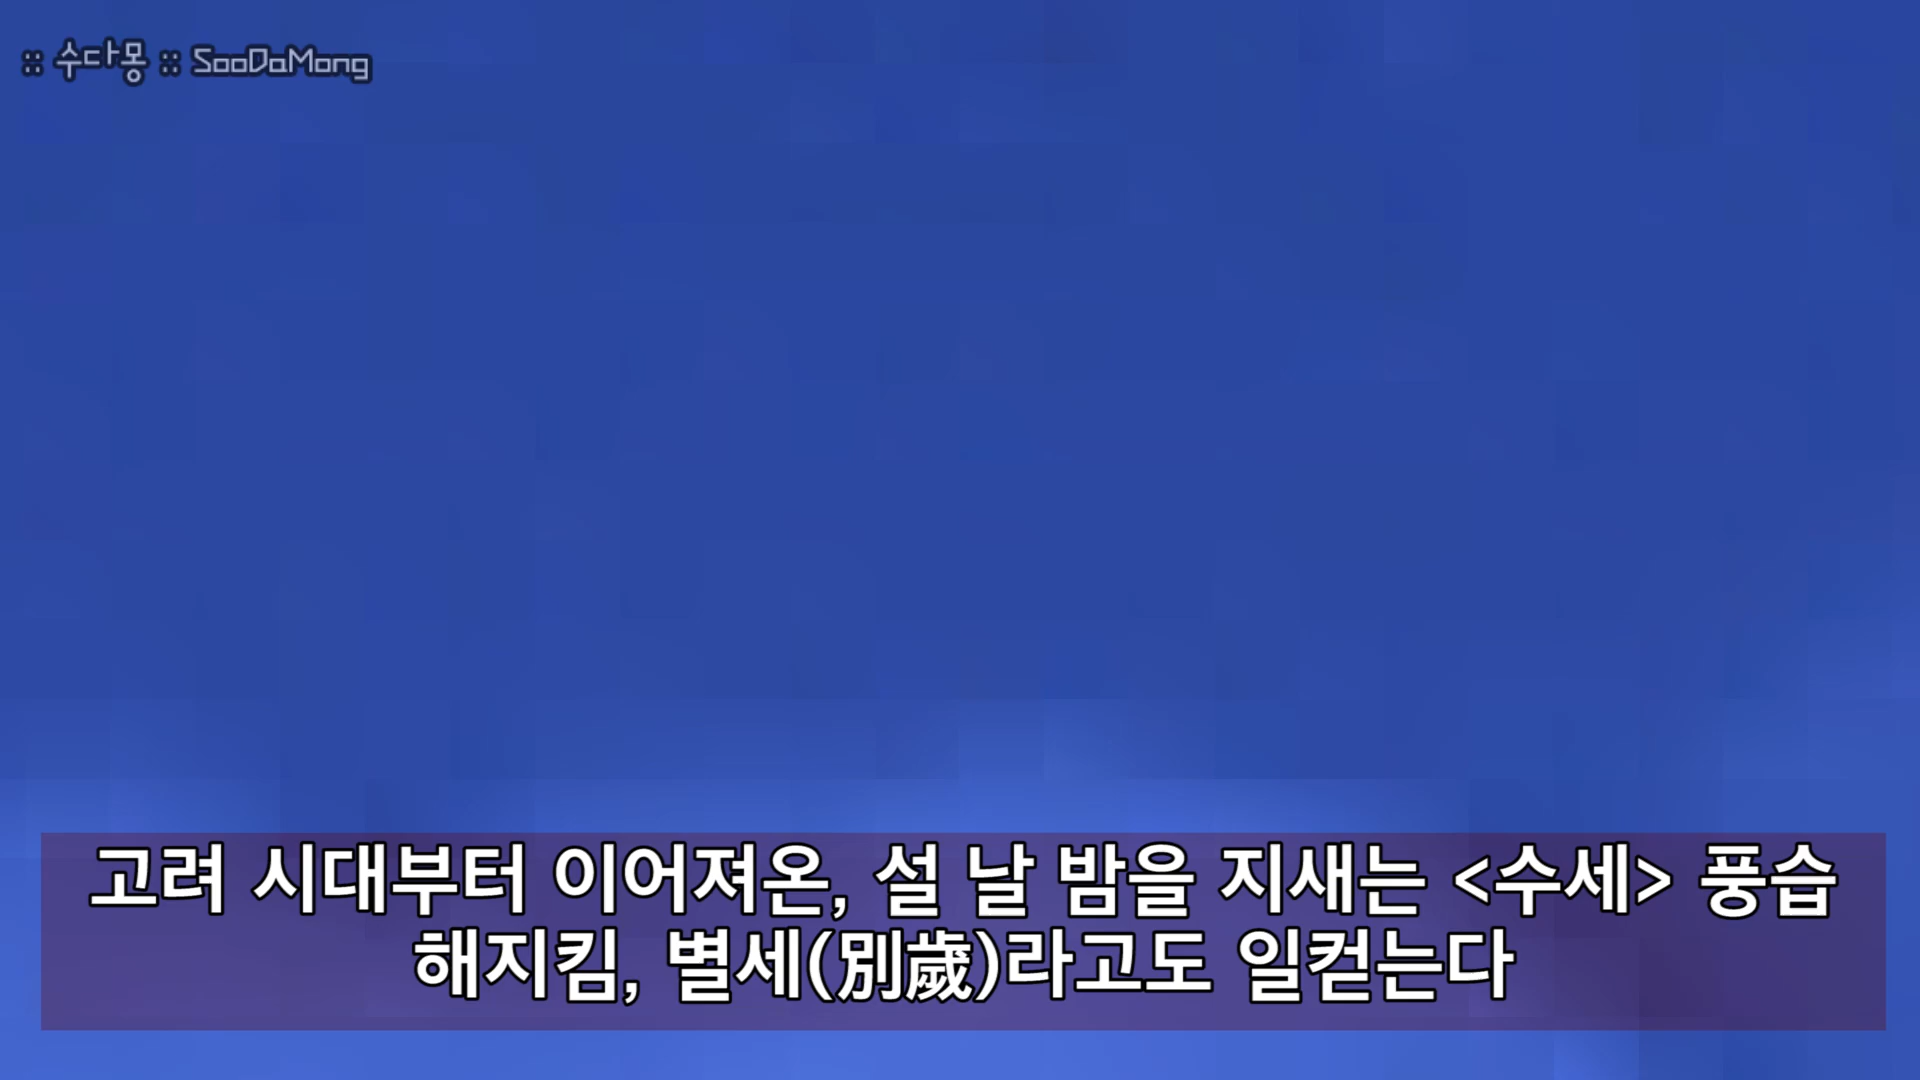 :: 수다몽 :: SooDaMong
고려 시대부터 이어져온, 설 날 밤을 지새는 <수세> 풍습
해지킴, 별세(別歲)라고도 일컫는다